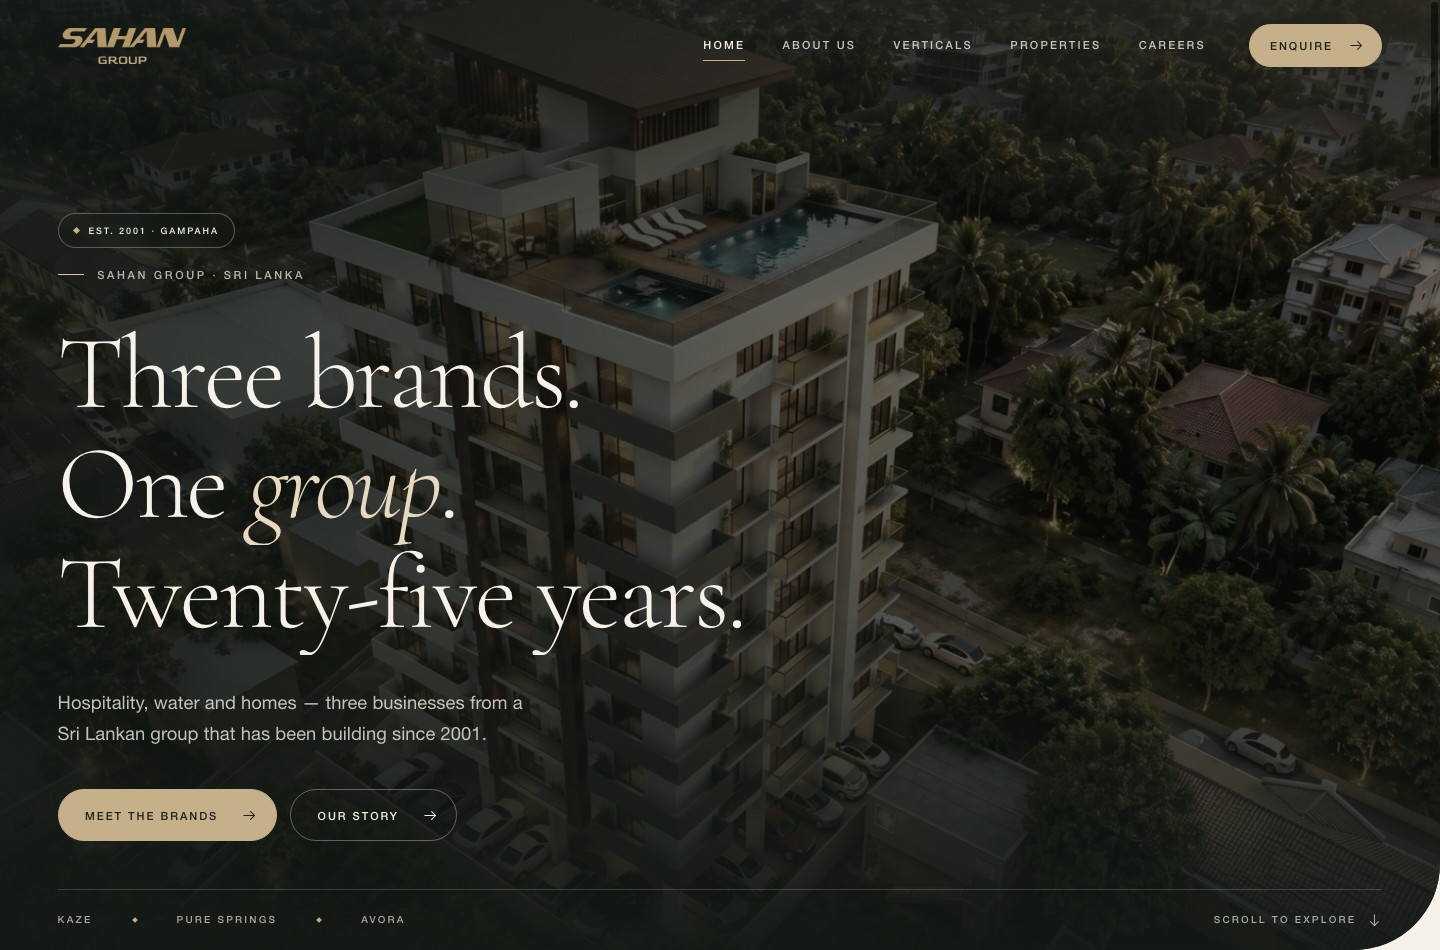 SAHAN
GROUP
HOME
ABOUT US
VERTICALS
PROPERTIES
CAREERS
ENQUIRE →
◆ EST. 2001 · GAMPAHA
SAHAN GROUP · SRI LANKA
Three brands.
One group.
Twenty-five years.
Hospitality, water and homes — three businesses from a
Sri Lankan group that has been building since 2001.
MEET THE BRANDS →
OUR STORY →
KAZE ◆ PURE SPRINGS ◆ AVORA
SCROLL TO EXPLORE ↓